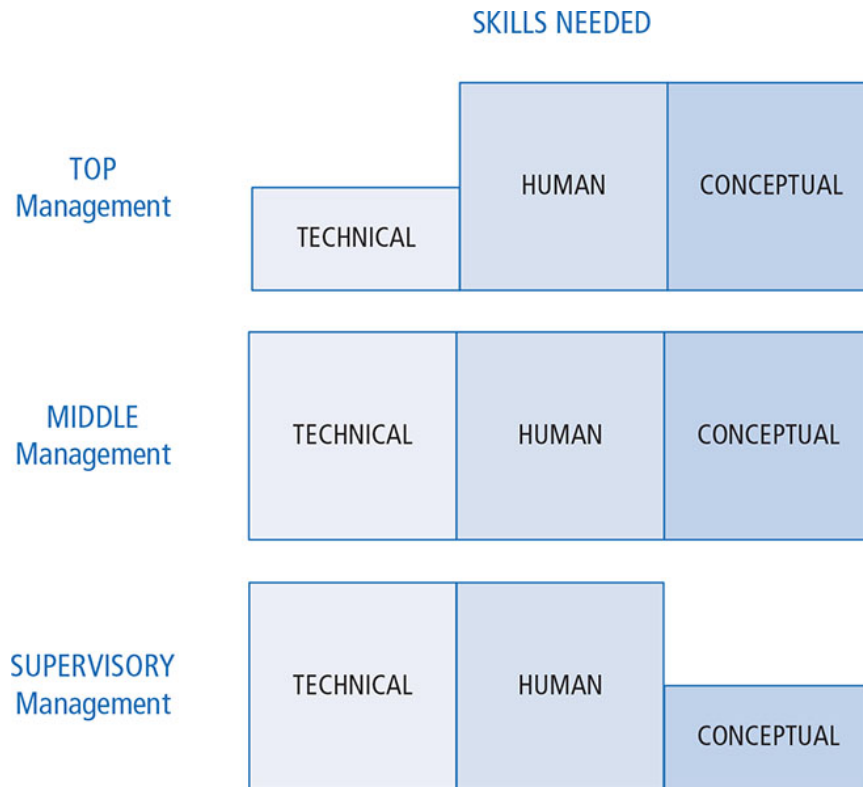 SKILLS NEEDED
TOP
Management
TECHNICAL
HUMAN
CONCEPTUAL
MIDDLE
Management
TECHNICAL
HUMAN
CONCEPTUAL
SUPERVISORY
Management
TECHNICAL
HUMAN
CONCEPTUAL